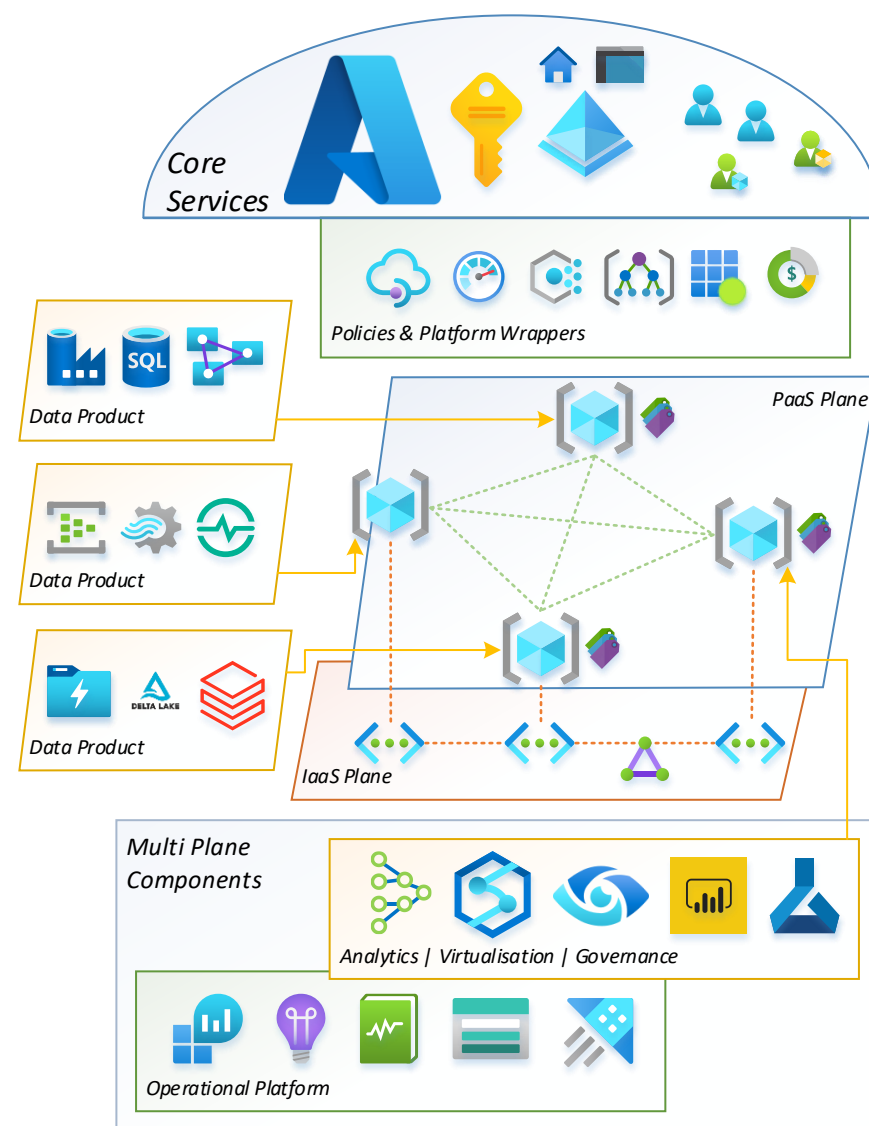 Core
Services
Policies & Platform Wrappers
SQL
Data Product
PaaS Plane
Data Product
DELTA LAKE
Data Product
IaaS Plane
Multi Plane
Components
Analytics | Virtualisation | Governance
Operational Platform
$